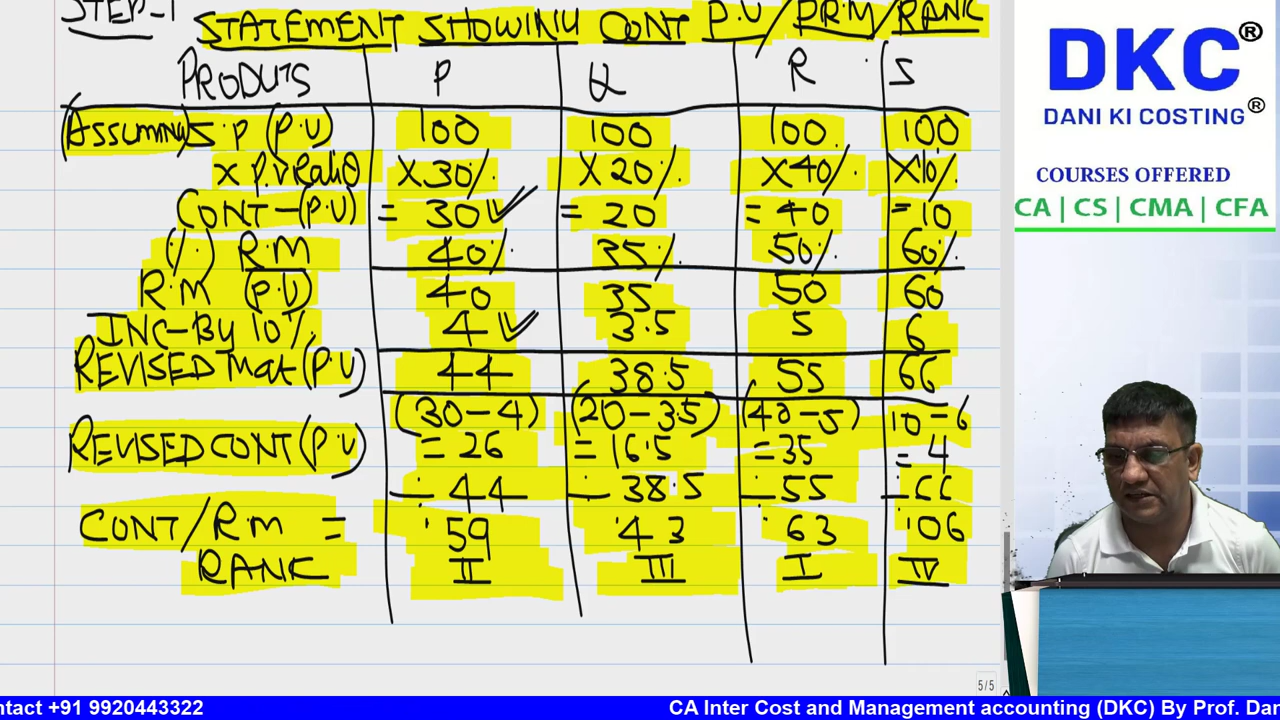 STEP-1
STATEMENT SHOWING CONT P.U / P.R.M / RANK
PRODUTS P Q R S
(ASSUMING) S.P (P.U) 100 100 100 100
X P.V Ratio X30% X20% X40% X10%
CONT-(P.U) = 30 = 20 = 40 = 10
(%) R.M 40% 35% 50% 60%
R.M (P.U) 40 35 50 60
INC-By 10% 4 3.5 5 6
REVISED Mat (P.U) 44 38.5 55 66
(30-4) (20-3.5) (40-5) 10-6
REVISED CONT (P.U) = 26 = 16.5 = 35 = 4
÷ 44 ÷ 38.5 ÷ 55 ÷ 66
CONT/R.M = .59 .43 .63 .06
RANK II III I IV
5/5
DKC®
DANI KI COSTING®
COURSES OFFERED
CA | CS | CMA | CFA
ntact +91 9920443322 CA Inter Cost and Management accounting (DKC) By Prof. Dan